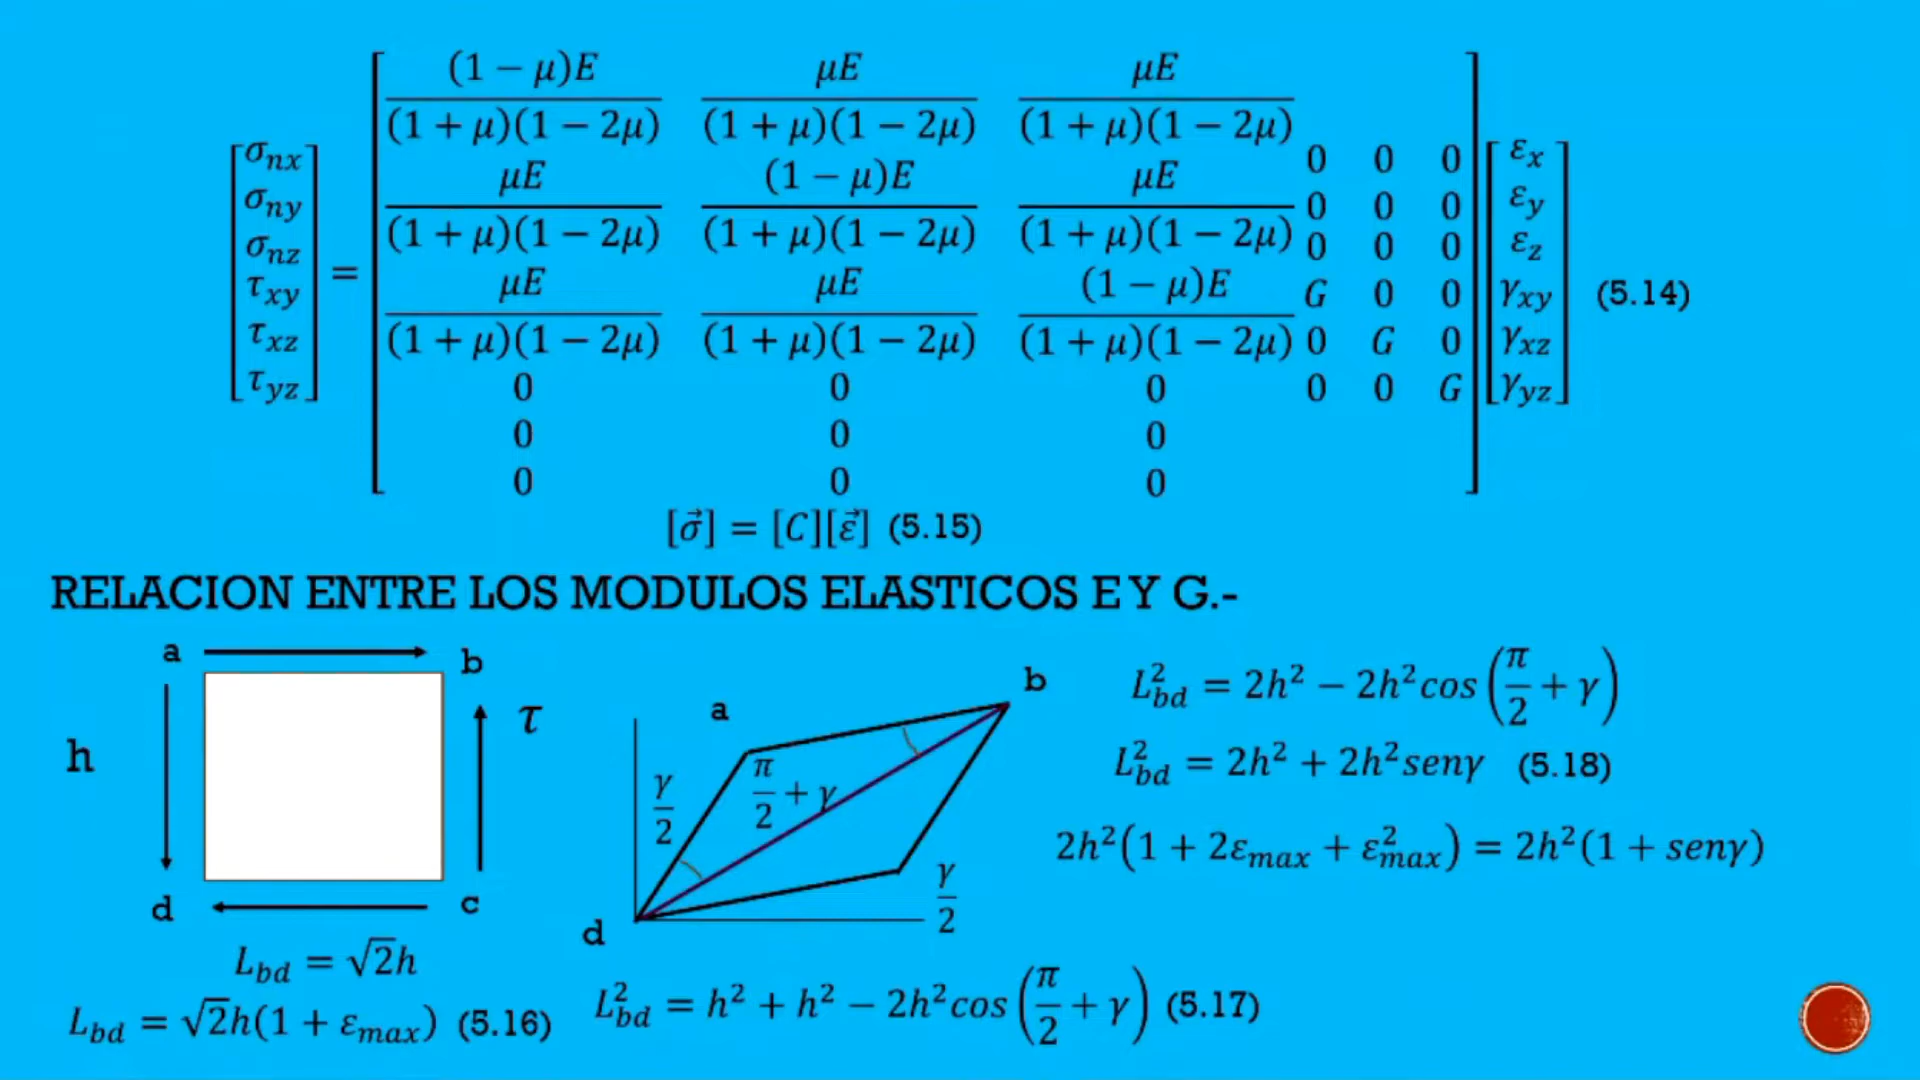 [σnx σny σnz τxy τxz τyz] =
(1 − μ)E/(1 + μ)(1 − 2μ) μE/(1 + μ)(1 − 2μ) μE/(1 + μ)(1 − 2μ) 0 0 0 εx
μE/(1 + μ)(1 − 2μ) (1 − μ)E/(1 + μ)(1 − 2μ) μE/(1 + μ)(1 − 2μ) 0 0 0 εy
μE/(1 + μ)(1 − 2μ) μE/(1 + μ)(1 − 2μ) (1 − μ)E/(1 + μ)(1 − 2μ) 0 0 0 εz
0 0 0 G 0 0 γxy (5.14)
0 0 0 0 G 0 γxz
0 0 0 0 0 G γyz
[σ⃗] = [C][ε⃗] (5.15)
RELACION ENTRE LOS MODULOS ELASTICOS E Y G.-
a
b
h
τ
d
c
Lbd = √2h
Lbd = √2h(1 + εmax) (5.16)
a
b
γ/2
π/2 + γ
γ/2
d
L²bd = h² + h² − 2h²cos(π/2 + γ) (5.17)
L²bd = 2h² − 2h²cos(π/2 + γ)
L²bd = 2h² + 2h²senγ (5.18)
2h²(1 + 2εmax + ε²max) = 2h²(1 + senγ)